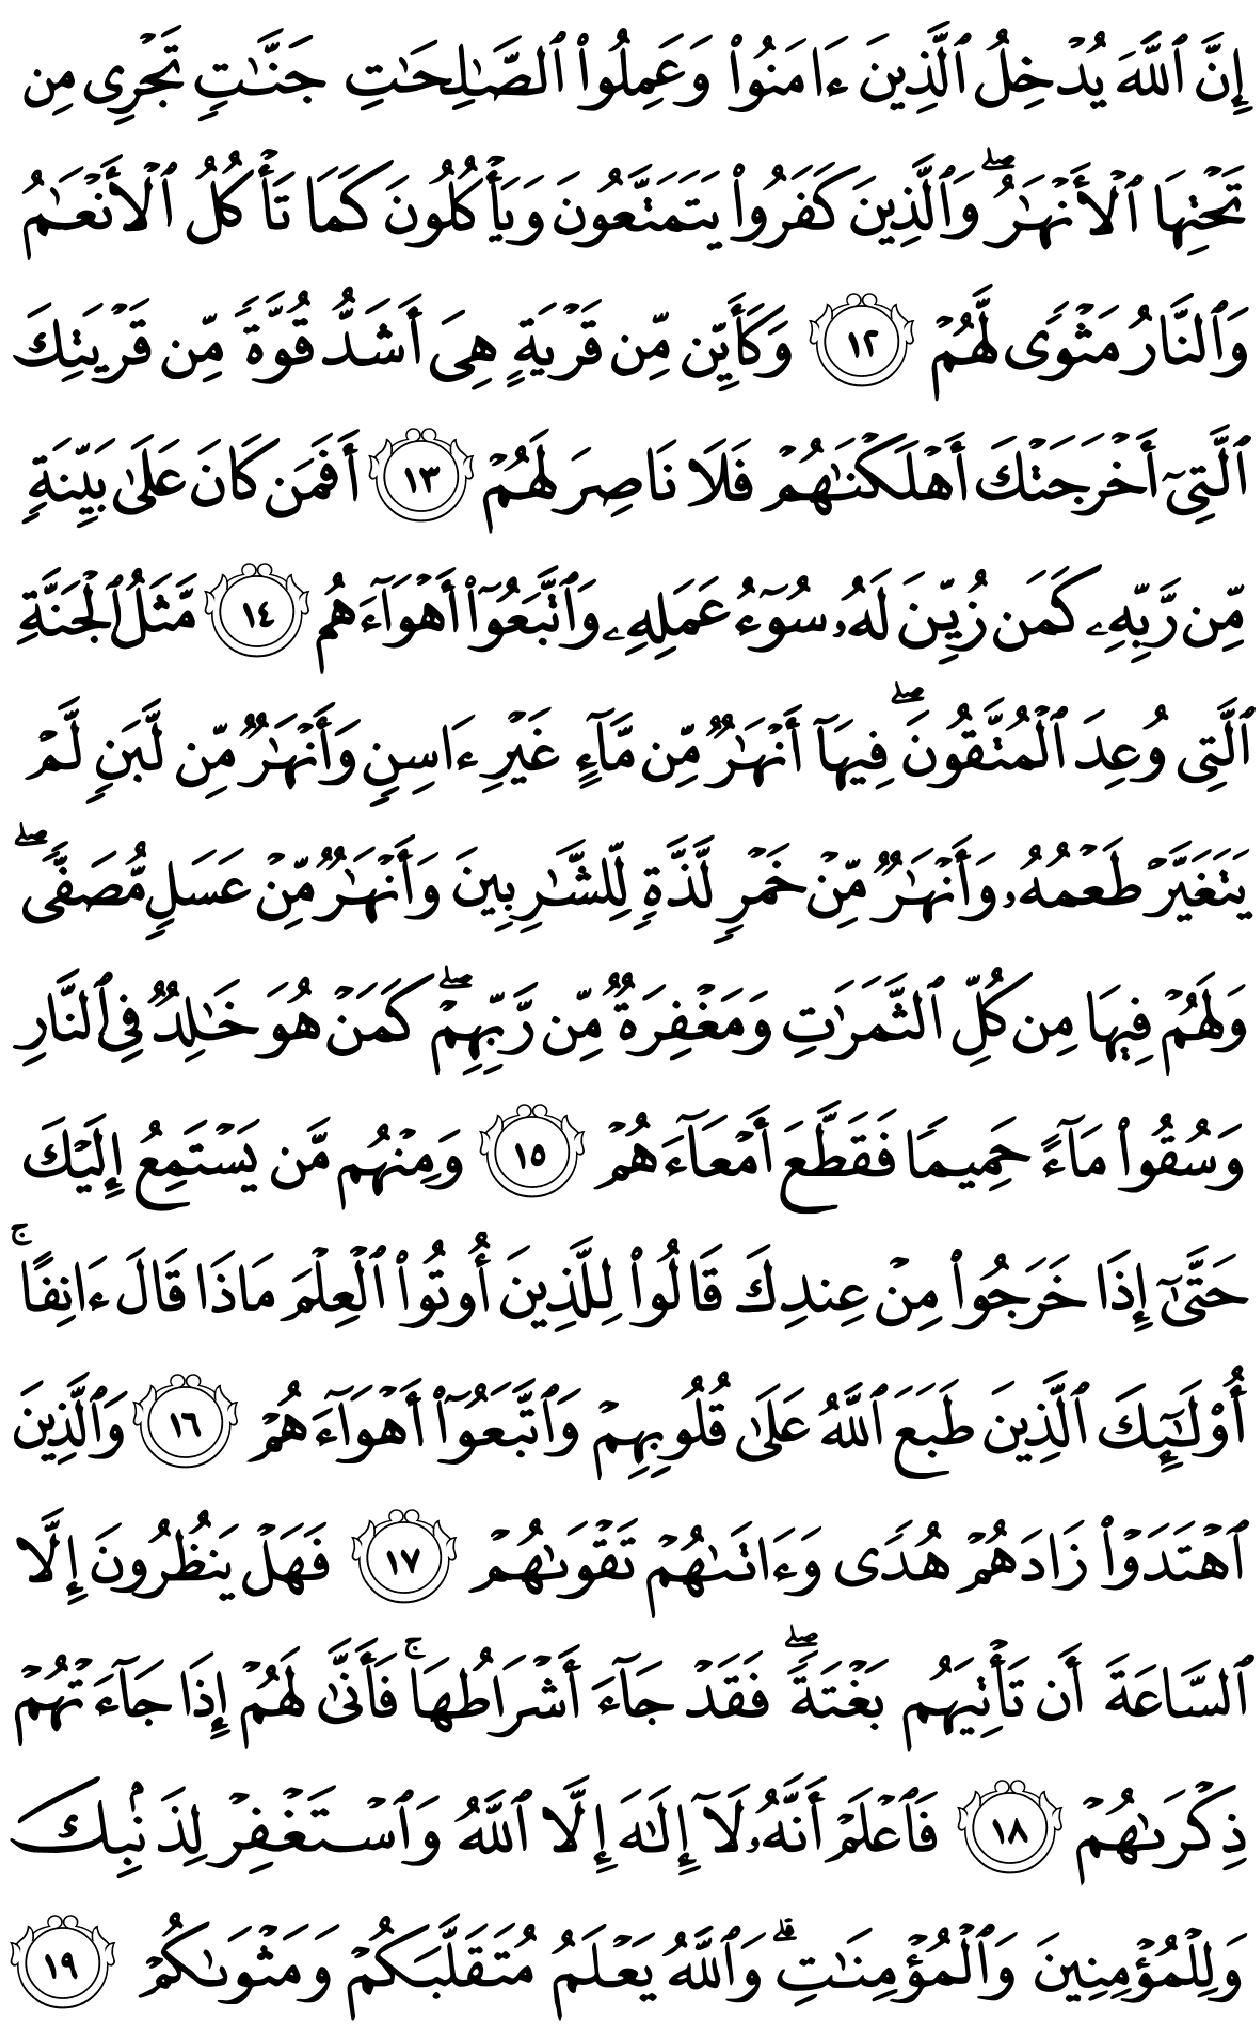 إِنَّ ٱللَّهَ يُدۡخِلُ ٱلَّذِينَ ءَامَنُواْ وَعَمِلُواْ ٱلصَّٰلِحَٰتِ جَنَّٰتٖ تَجۡرِي مِن
تَحۡتِهَا ٱلۡأَنۡهَٰرُۖ وَٱلَّذِينَ كَفَرُواْ يَتَمَتَّعُونَ وَيَأۡكُلُونَ كَمَا تَأۡكُلُ ٱلۡأَنۡعَٰمُ
وَٱلنَّارُ مَثۡوٗى لَّهُمۡ ١٢ وَكَأَيِّن مِّن قَرۡيَةٍ هِيَ أَشَدُّ قُوَّةٗ مِّن قَرۡيَتِكَ
ٱلَّتِيٓ أَخۡرَجَتۡكَ أَهۡلَكۡنَٰهُمۡ فَلَا نَاصِرَ لَهُمۡ ١٣ أَفَمَن كَانَ عَلَىٰ بَيِّنَةٖ
مِّن رَّبِّهِۦ كَمَن زُيِّنَ لَهُۥ سُوٓءُ عَمَلِهِۦ وَٱتَّبَعُوٓاْ أَهۡوَآءَهُم ١٤ مَّثَلُ ٱلۡجَنَّةِ
ٱلَّتِي وُعِدَ ٱلۡمُتَّقُونَۖ فِيهَآ أَنۡهَٰرٞ مِّن مَّآءٍ غَيۡرِ ءَاسِنٖ وَأَنۡهَٰرٞ مِّن لَّبَنٖ لَّمۡ
يَتَغَيَّرۡ طَعۡمُهُۥ وَأَنۡهَٰرٞ مِّنۡ خَمۡرٖ لَّذَّةٖ لِّلشَّٰرِبِينَ وَأَنۡهَٰرٞ مِّنۡ عَسَلٖ مُّصَفّٗىۖ
وَلَهُمۡ فِيهَا مِن كُلِّ ٱلثَّمَرَٰتِ وَمَغۡفِرَةٞ مِّن رَّبِّهِمۡۖ كَمَنۡ هُوَ خَٰلِدٞ فِي ٱلنَّارِ
وَسُقُواْ مَآءً حَمِيمٗا فَقَطَّعَ أَمۡعَآءَهُمۡ ١٥ وَمِنۡهُم مَّن يَسۡتَمِعُ إِلَيۡكَ
حَتَّىٰٓ إِذَا خَرَجُواْ مِنۡ عِندِكَ قَالُواْ لِلَّذِينَ أُوتُواْ ٱلۡعِلۡمَ مَاذَا قَالَ ءَانِفًاۚ
أُوْلَٰٓئِكَ ٱلَّذِينَ طَبَعَ ٱللَّهُ عَلَىٰ قُلُوبِهِمۡ وَٱتَّبَعُوٓاْ أَهۡوَآءَهُمۡ ١٦ وَٱلَّذِينَ
ٱهۡتَدَوۡاْ زَادَهُمۡ هُدٗى وَءَاتَىٰهُمۡ تَقۡوَىٰهُمۡ ١٧ فَهَلۡ يَنظُرُونَ إِلَّا
ٱلسَّاعَةَ أَن تَأۡتِيَهُم بَغۡتَةٗۖ فَقَدۡ جَآءَ أَشۡرَاطُهَاۚ فَأَنَّىٰ لَهُمۡ إِذَا جَآءَتۡهُمۡ
ذِكۡرَىٰهُمۡ ١٨ فَٱعۡلَمۡ أَنَّهُۥ لَآ إِلَٰهَ إِلَّا ٱللَّهُ وَٱسۡتَغۡفِرۡ لِذَنۢبِكَ
وَلِلۡمُؤۡمِنِينَ وَٱلۡمُؤۡمِنَٰتِۗ وَٱللَّهُ يَعۡلَمُ مُتَقَلَّبَكُمۡ وَمَثۡوَىٰكُمۡ ١٩